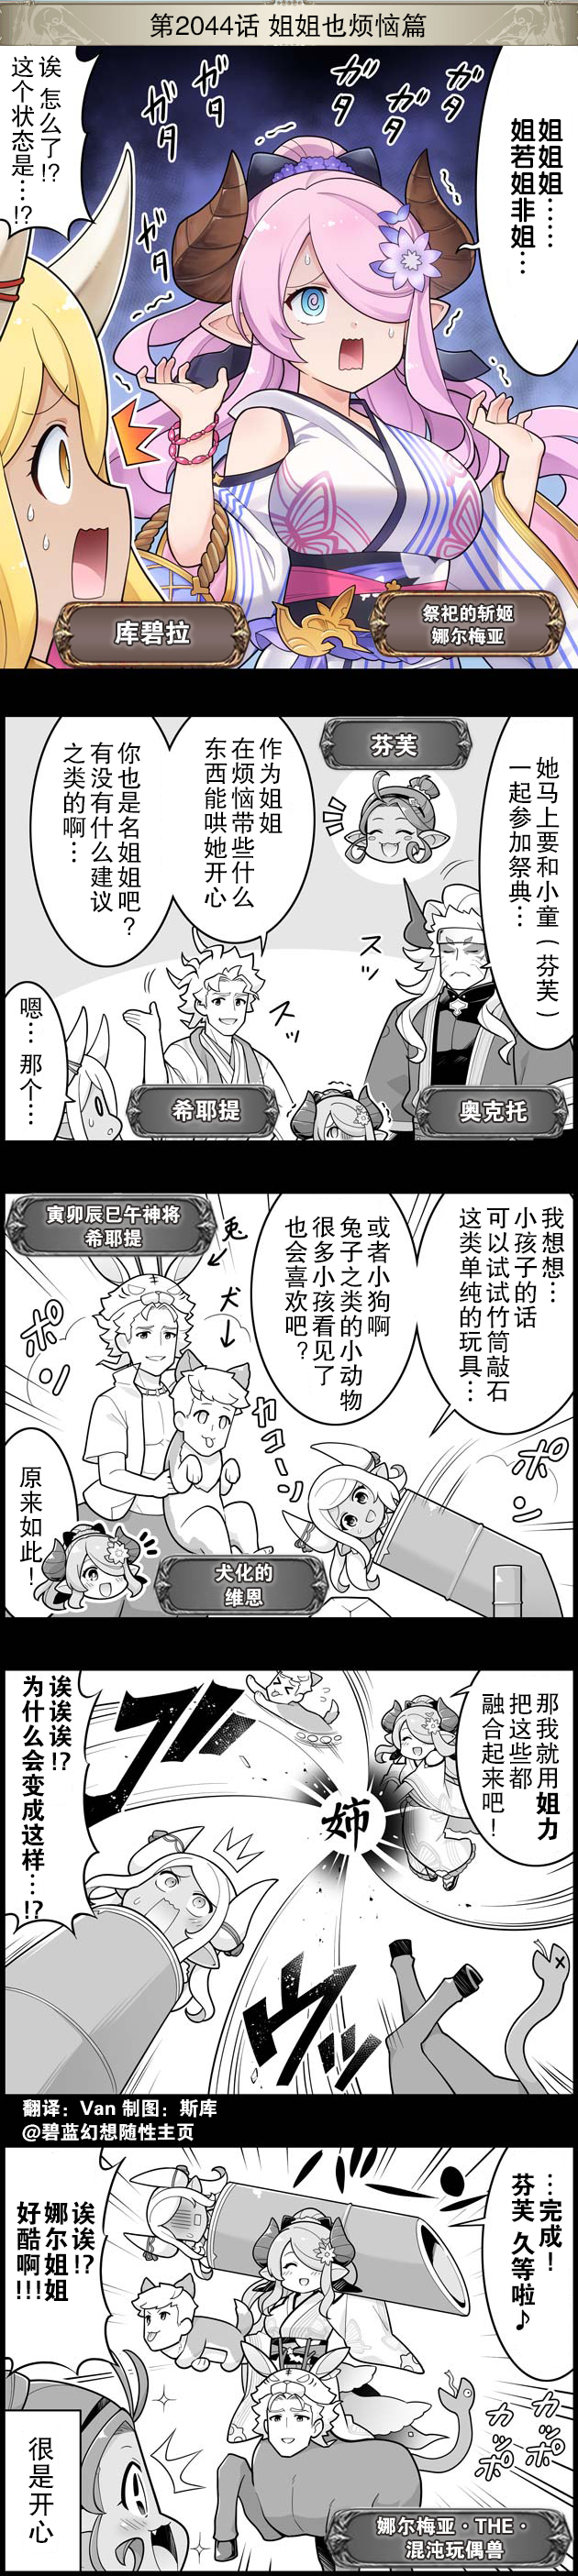 第2044话 姐姐也烦恼篇
姐姐姐……
姐若姐非姐…
ガタ
ガタ
ガタ
ガタ
ガタ
诶 怎么了!?
这个状态是…!?
库碧拉
祭祀的斩姬
娜尔梅亚
她马上要和小童（芬芙）
一起参加祭典…
芬芙
作为姐姐
在烦恼带些什么
东西能哄她开心
你也是名姐姐吧？
有没有什么建议
之类的啊…
スッ
スッ
嗯… 那个…
希耶提
奥克托
我想想…
小孩子的话
可以试试竹筒敲石
这类单纯的玩具…
或者小狗啊
兔子之类的小动物
很多小孩看见了
也会喜欢吧？
寅卯辰巳午神将
希耶提
兎
犬
ポン
カコーン
ポン
原来如此！
犬化的
维恩
那我就用姐力
把这些都
融合起来吧！
姉
ブッ
ヅッ
诶诶诶!?
为什么会变成这样…!?
翻译：Van 制图：斯库
@碧蓝幻想随性主页
…完成！
芬芙 久等啦♪
诶诶!?
娜尔姐姐
好酷啊!!!
カッポ
カッポ
很是开心
娜尔梅亚・THE・
混沌玩偶兽